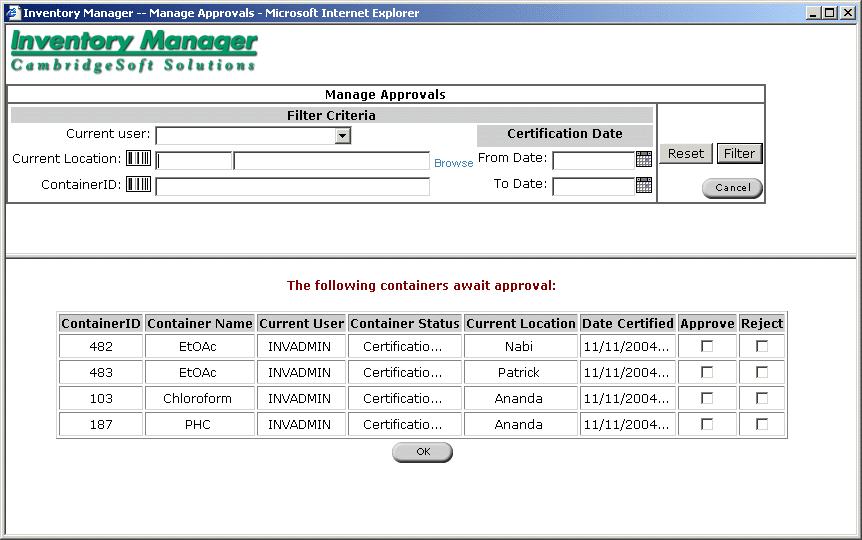 Inventory Manager -- Manage Approvals - Microsoft Internet Explorer
Inventory Manager
CambridgeSoft Solutions
Manage Approvals
Filter Criteria
Current user:
Certification Date
Current Location:
Browse
From Date:
Reset
Filter
ContainerID:
To Date:
Cancel
The following containers await approval:
ContainerID Container Name Current User Container Status Current Location Date Certified Approve Reject
482 EtOAc INVADMIN Certificatio... Nabi 11/11/2004...
483 EtOAc INVADMIN Certificatio... Patrick 11/11/2004...
103 Chloroform INVADMIN Certificatio... Ananda 11/11/2004...
187 PHC INVADMIN Certificatio... Ananda 11/11/2004...
OK